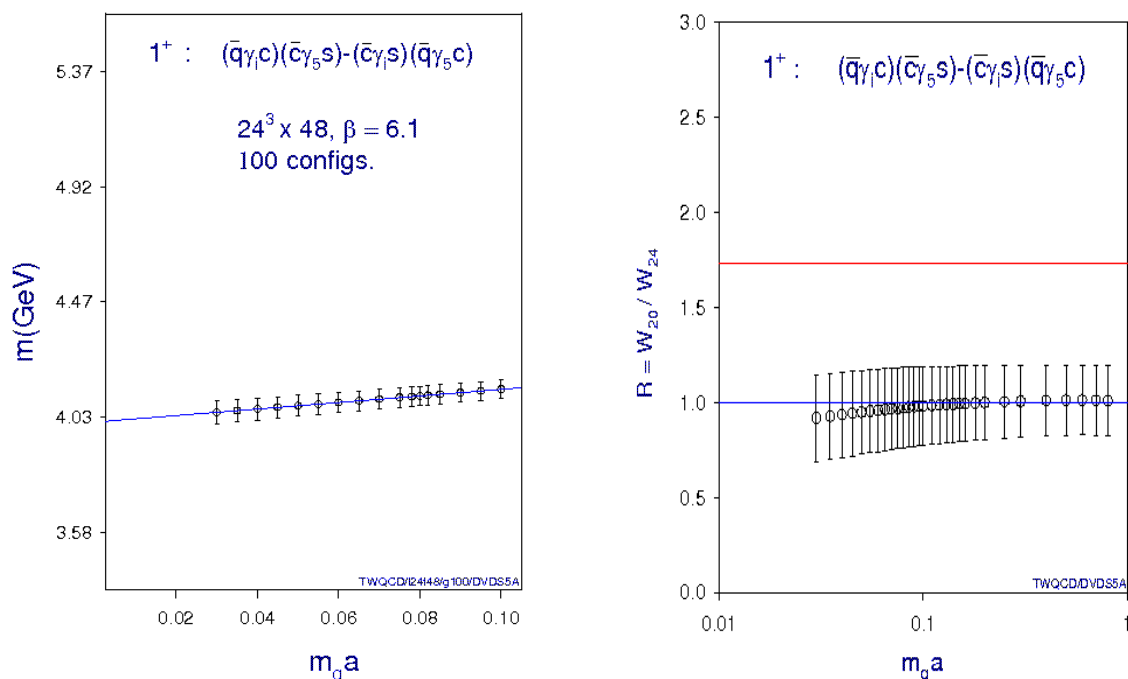 1⁺ : (q̄γᵢc)(c̄γ₅s)-(c̄γᵢs)(q̄γ₅c)
24³ x 48, β = 6.1
100 configs.
5.37
4.92
4.47
4.03
3.58
m(GeV)
TWQCD/l24t48/g100/DVDS5A
0.02 0.04 0.06 0.08 0.10
m_q a
1⁺ : (q̄γᵢc)(c̄γ₅s)-(c̄γᵢs)(q̄γ₅c)
3.0
2.5
2.0
1.5
1.0
0.5
0.0
R = W₂₀ / W₂₄
TWQCD/DVDS5A
0.01 0.1 1
m_q a